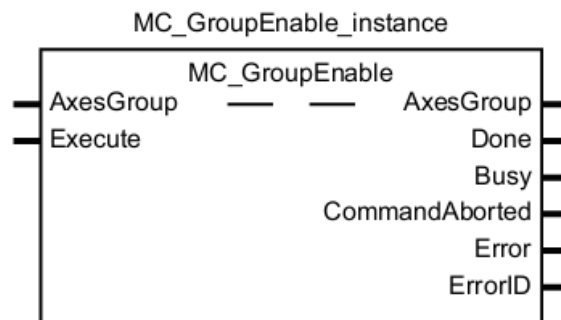 MC_GroupEnable_instance
MC_GroupEnable
AxesGroup AxesGroup
Execute Done
Busy
CommandAborted
Error
ErrorID